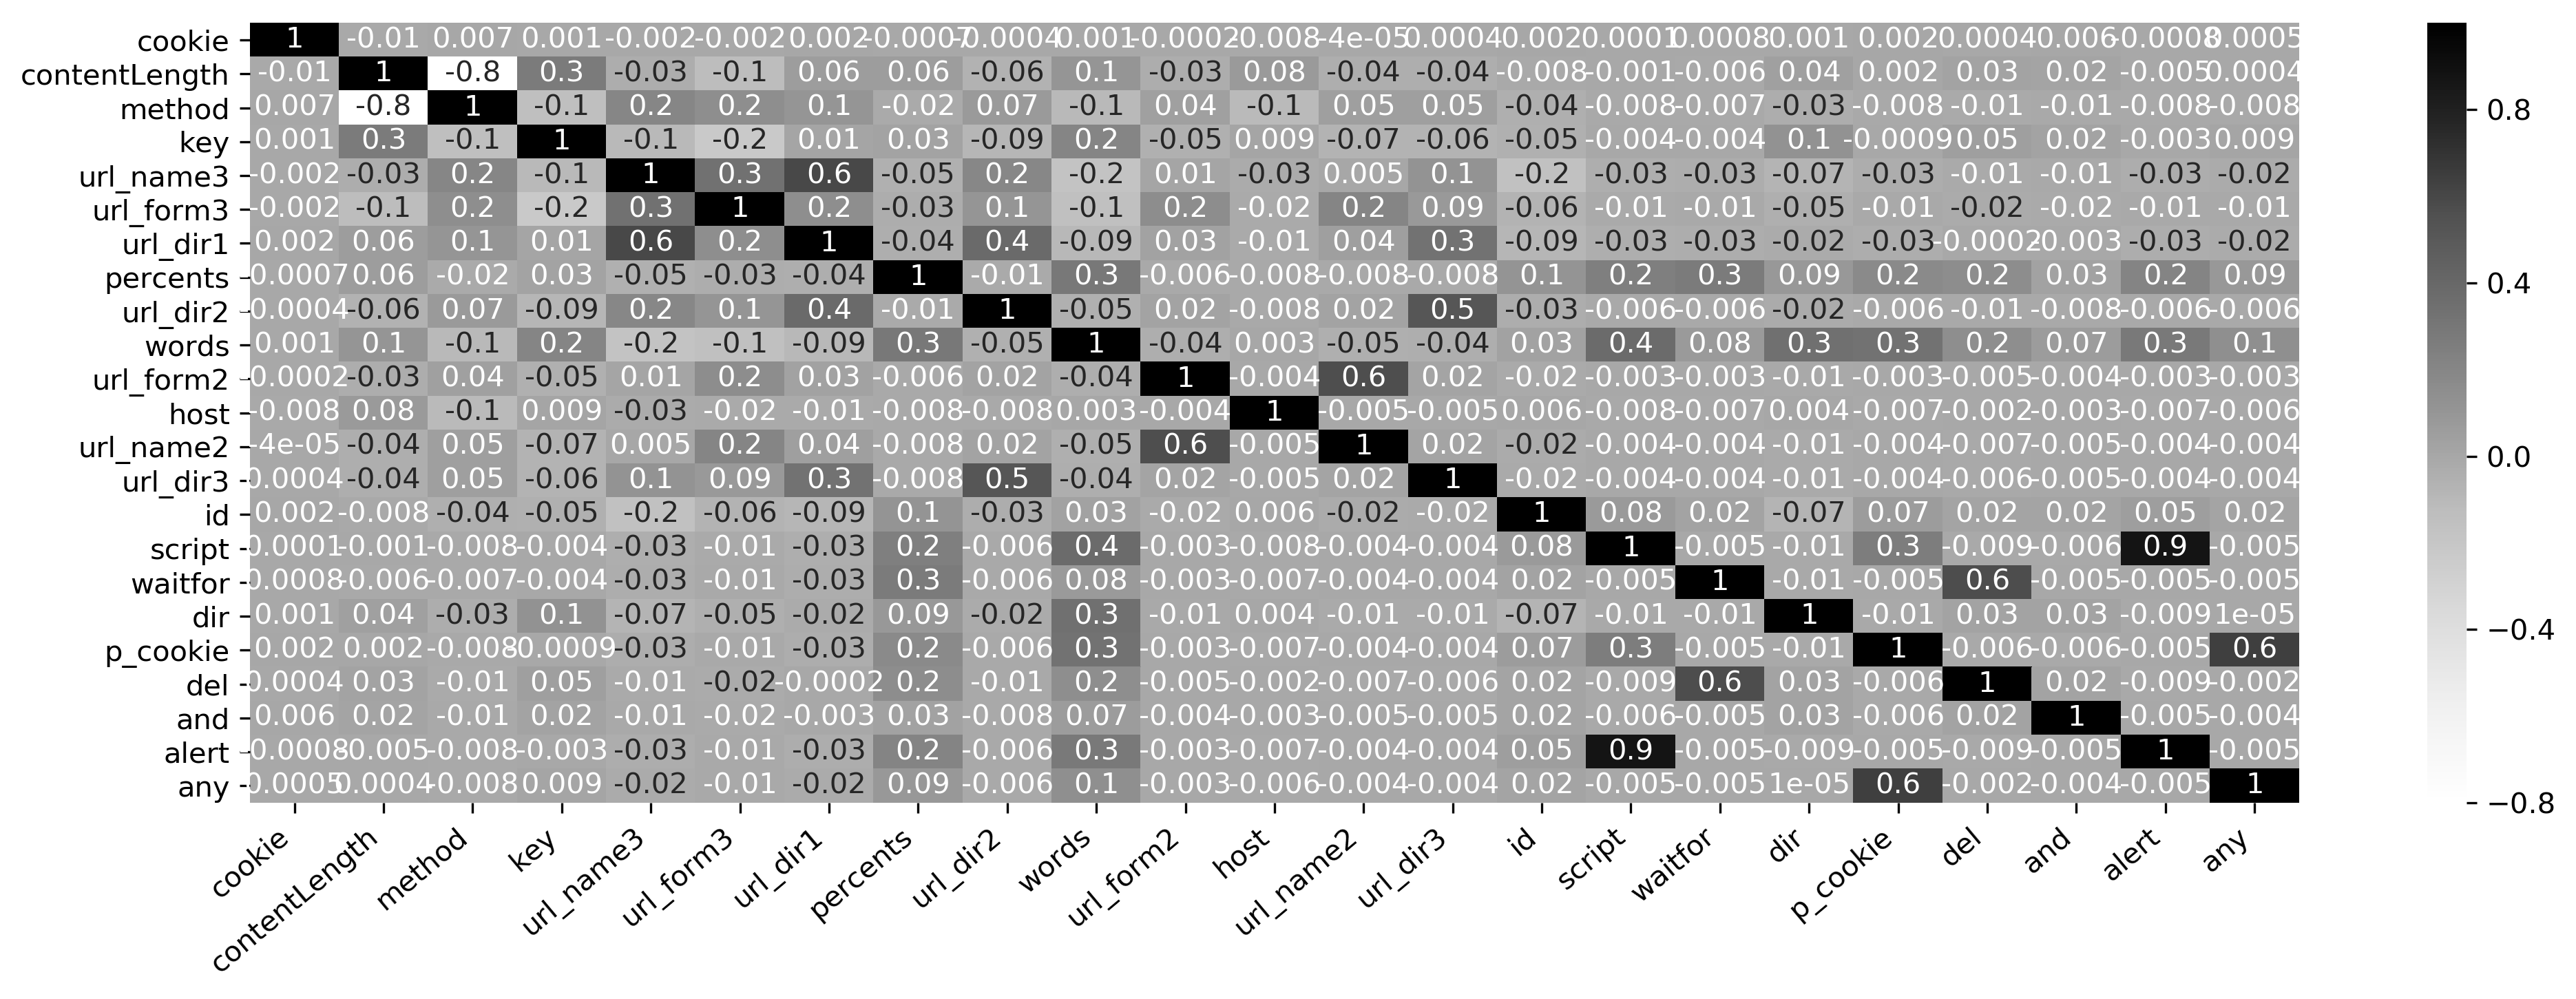 cookie 1 -0.01 0.007 0.001 -0.002 -0.002 0.002 -0.0007 0.0004 0.001 -0.0002 0.008 -4e-05 0.0004 0.002 0.0001 0.0008 0.001 0.002 0.0004 0.006 -0.0008 0.0005
contentLength -0.01 1 -0.8 0.3 -0.03 -0.1 0.06 0.06 -0.06 0.1 -0.03 0.08 -0.04 -0.04 -0.008 -0.001 -0.006 0.04 0.002 0.03 0.02 -0.005 0.0004
0.8
method 0.007 -0.8 1 -0.1 0.2 0.2 0.1 -0.02 0.07 -0.1 0.04 -0.1 0.05 0.05 -0.04 -0.008 -0.007 -0.03 -0.008 -0.01 -0.01 -0.008 -0.008
key 0.001 0.3 -0.1 1 -0.1 -0.2 0.01 0.03 -0.09 0.2 -0.05 0.009 -0.07 -0.06 -0.05 -0.004 -0.004 0.1 -0.0009 0.05 0.02 -0.003 0.009
url_name3 -0.002 -0.03 0.2 -0.1 1 0.3 0.6 -0.05 0.2 -0.2 0.01 -0.03 0.005 0.1 -0.2 -0.03 -0.03 -0.07 -0.03 -0.01 -0.01 -0.03 -0.02
url_form3 -0.002 -0.1 0.2 -0.2 0.3 1 0.2 -0.03 0.1 -0.1 0.2 -0.02 0.2 0.09 -0.06 -0.01 -0.01 -0.05 -0.01 -0.02 -0.02 -0.01 -0.01
url_dir1 0.002 0.06 0.1 0.01 0.6 0.2 1 -0.04 0.4 -0.09 0.03 -0.01 0.04 0.3 -0.09 -0.03 -0.03 -0.02 -0.03 -0.0002 -0.003 -0.03 -0.02
percents -0.0007 0.06 -0.02 0.03 -0.05 -0.03 -0.04 1 -0.01 0.3 -0.006 -0.008 -0.008 -0.008 0.1 0.2 0.3 0.09 0.2 0.2 0.03 0.2 0.09
0.4
url_dir2 -0.0004 -0.06 0.07 -0.09 0.2 0.1 0.4 -0.01 1 -0.05 0.02 -0.008 0.02 0.5 -0.03 -0.006 -0.006 -0.02 -0.006 -0.01 -0.008 -0.006 -0.006
words 0.001 0.1 -0.1 0.2 -0.2 -0.1 -0.09 0.3 -0.05 1 -0.04 0.003 -0.05 -0.04 0.03 0.4 0.08 0.3 0.3 0.2 0.07 0.3 0.1
url_form2 -0.0002 -0.03 0.04 -0.05 0.01 0.2 0.03 -0.006 0.02 -0.04 1 -0.004 0.6 0.02 -0.02 -0.003 -0.003 -0.01 -0.003 -0.005 -0.004 -0.003 -0.003
host -0.008 0.08 -0.1 0.009 -0.03 -0.02 -0.01 -0.008 -0.008 0.003 -0.004 1 -0.005 -0.005 0.006 -0.008 -0.007 0.004 -0.007 -0.002 -0.003 -0.007 -0.006
url_name2 -4e-05 -0.04 0.05 -0.07 0.005 0.2 0.04 -0.008 0.02 -0.05 0.6 -0.005 1 0.02 -0.02 -0.004 -0.004 -0.01 -0.004 -0.007 -0.005 -0.004 -0.004
0.0
url_dir3 0.0004 -0.04 0.05 -0.06 0.1 0.09 0.3 -0.008 0.5 -0.04 0.02 -0.005 0.02 1 -0.02 -0.004 -0.004 -0.01 -0.004 -0.006 -0.005 -0.004 -0.004
id 0.002 -0.008 -0.04 -0.05 -0.2 -0.06 -0.09 0.1 -0.03 0.03 -0.02 0.006 -0.02 -0.02 1 0.08 0.02 -0.07 0.07 0.02 0.02 0.05 0.02
script 0.0001 -0.001 -0.008 -0.004 -0.03 -0.01 -0.03 0.2 -0.006 0.4 -0.003 -0.008 -0.004 -0.004 0.08 1 -0.005 -0.01 0.3 -0.009 -0.006 0.9 -0.005
waitfor 0.0008 -0.006 -0.007 -0.004 -0.03 -0.01 -0.03 0.3 -0.006 0.08 -0.003 -0.007 -0.004 -0.004 0.02 -0.005 1 -0.01 -0.005 0.6 -0.005 -0.005 -0.005
dir 0.001 0.04 -0.03 0.1 -0.07 -0.05 -0.02 0.09 -0.02 0.3 -0.01 0.004 -0.01 -0.01 -0.07 -0.01 -0.01 1 -0.01 0.03 0.03 -0.009 1e-05
−0.4
p_cookie 0.002 0.002 -0.008 -0.0009 -0.03 -0.01 -0.03 0.2 -0.006 0.3 -0.003 -0.007 -0.004 -0.004 0.07 0.3 -0.005 -0.01 1 -0.006 -0.006 -0.005 0.6
del 0.0004 0.03 -0.01 0.05 -0.01 -0.02 -0.0002 0.2 -0.01 0.2 -0.005 -0.002 -0.007 -0.006 0.02 -0.009 0.6 0.03 -0.006 1 0.02 -0.009 -0.002
and 0.006 0.02 -0.01 0.02 -0.01 -0.02 -0.003 0.03 -0.008 0.07 -0.004 -0.003 -0.005 -0.005 0.02 -0.006 -0.005 0.03 -0.006 0.02 1 -0.005 -0.004
alert -0.0008 -0.005 -0.008 -0.003 -0.03 -0.01 -0.03 0.2 -0.006 0.3 -0.003 -0.007 -0.004 -0.004 0.05 0.9 -0.005 -0.009 -0.005 -0.009 -0.005 1 -0.005
any 0.0005 0.0004 -0.008 0.009 -0.02 -0.01 -0.02 0.09 -0.006 0.1 -0.003 -0.006 -0.004 -0.004 0.02 -0.005 -0.005 1e-05 0.6 -0.002 -0.004 -0.005 1
−0.8
cookie contentLength method key url_name3 url_form3 url_dir1 percents url_dir2 words url_form2 host url_name2 url_dir3 id script waitfor dir p_cookie del and alert any